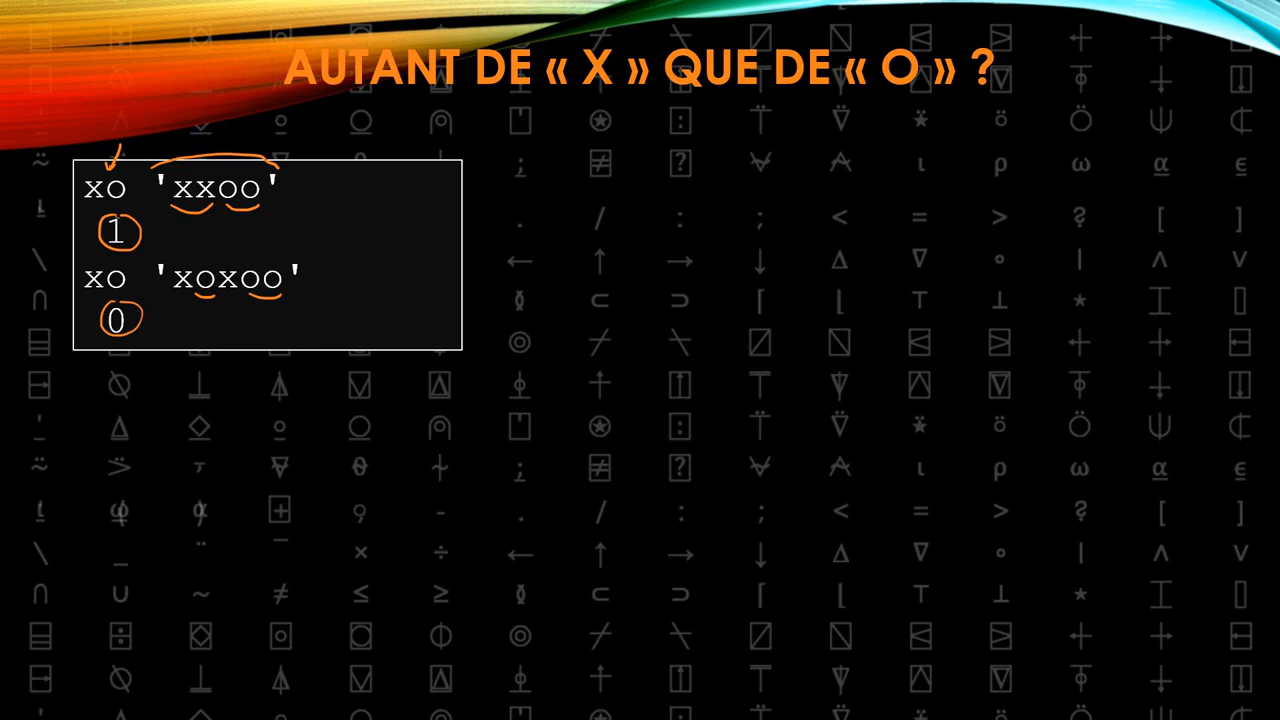 AUTANT DE « X » QUE DE « O » ?
xo 'xxoo'
1
xo 'xoxoo'
0